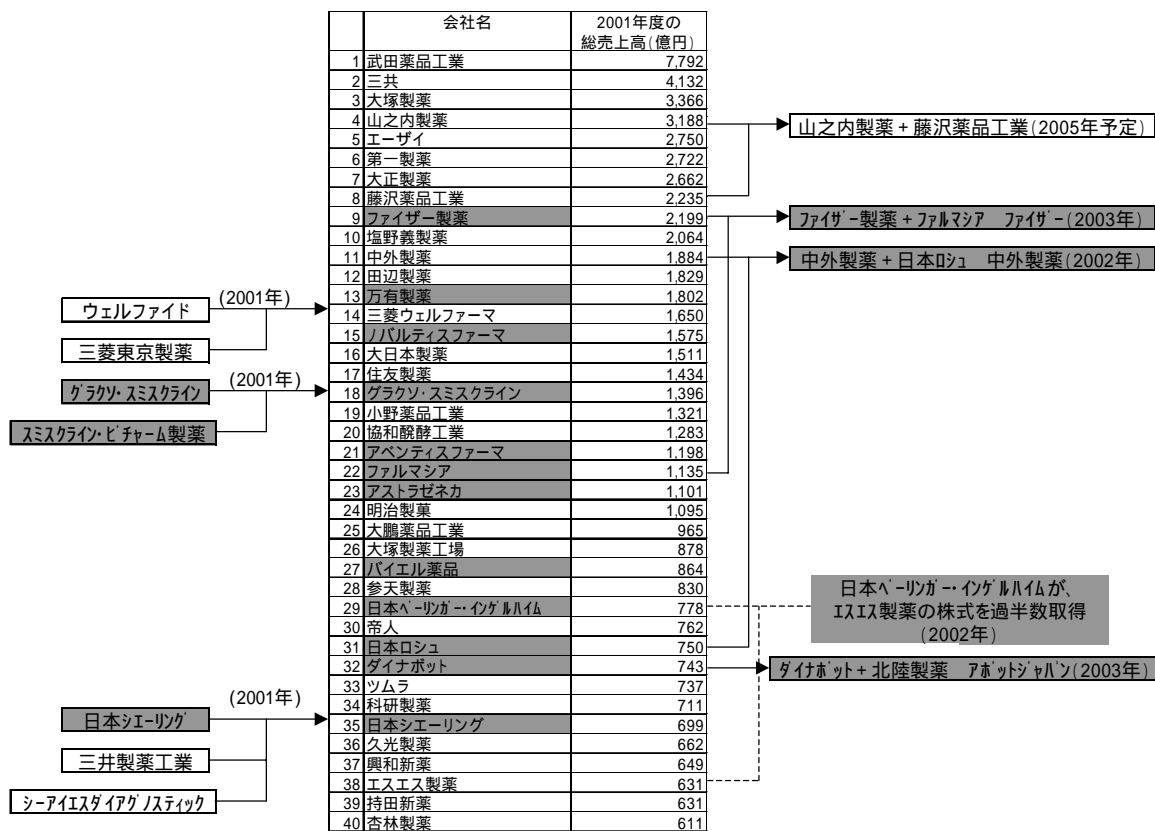 会社名 2001年度の
総売上高(億円)
1 武田薬品工業 7,792
2 三共 4,132
3 大塚製薬 3,366
4 山之内製薬 3,188
5 エーザイ 2,750
6 第一製薬 2,722
7 大正製薬 2,662
8 藤沢薬品工業 2,235
9 ファイザー製薬 2,199
10 塩野義製薬 2,064
11 中外製薬 1,884
12 田辺製薬 1,829
13 万有製薬 1,802
14 三菱ウェルファーマ 1,650
15 ノバルティスファーマ 1,575
16 大日本製薬 1,511
17 住友製薬 1,434
18 グラクソ・スミスクライン 1,396
19 小野薬品工業 1,321
20 協和醗酵工業 1,283
21 アベンティスファーマ 1,198
22 ファルマシア 1,135
23 アストラゼネカ 1,101
24 明治製菓 1,095
25 大鵬薬品工業 965
26 大塚製薬工場 878
27 バイエル薬品 864
28 参天製薬 830
29 日本ベーリンガー・インゲルハイム 778
30 帝人 762
31 日本ロシュ 750
32 ダイナボット 743
33 ツムラ 737
34 科研製薬 711
35 日本シエーリング 699
36 久光製薬 662
37 興和新薬 649
38 エスエス製薬 631
39 持田新薬 631
40 杏林製薬 611
ウェルファイド
(2001年)
三菱東京製薬
グラクソ・スミスクライン
(2001年)
スミスクライン・ビチャーム製薬
(2001年)
日本シエーリング
三井製薬工業
シーアイエスダイアグノスティック
山之内製薬+藤沢薬品工業(2005年予定)
ファイザー製薬+ファルマシア ファイザー(2003年)
中外製薬+日本ロシュ 中外製薬(2002年)
日本ベーリンガー・インゲルハイムが、
エスエス製薬の株式を過半数取得
(2002年)
ダイナボット+北陸製薬 アボットジャパン(2003年)